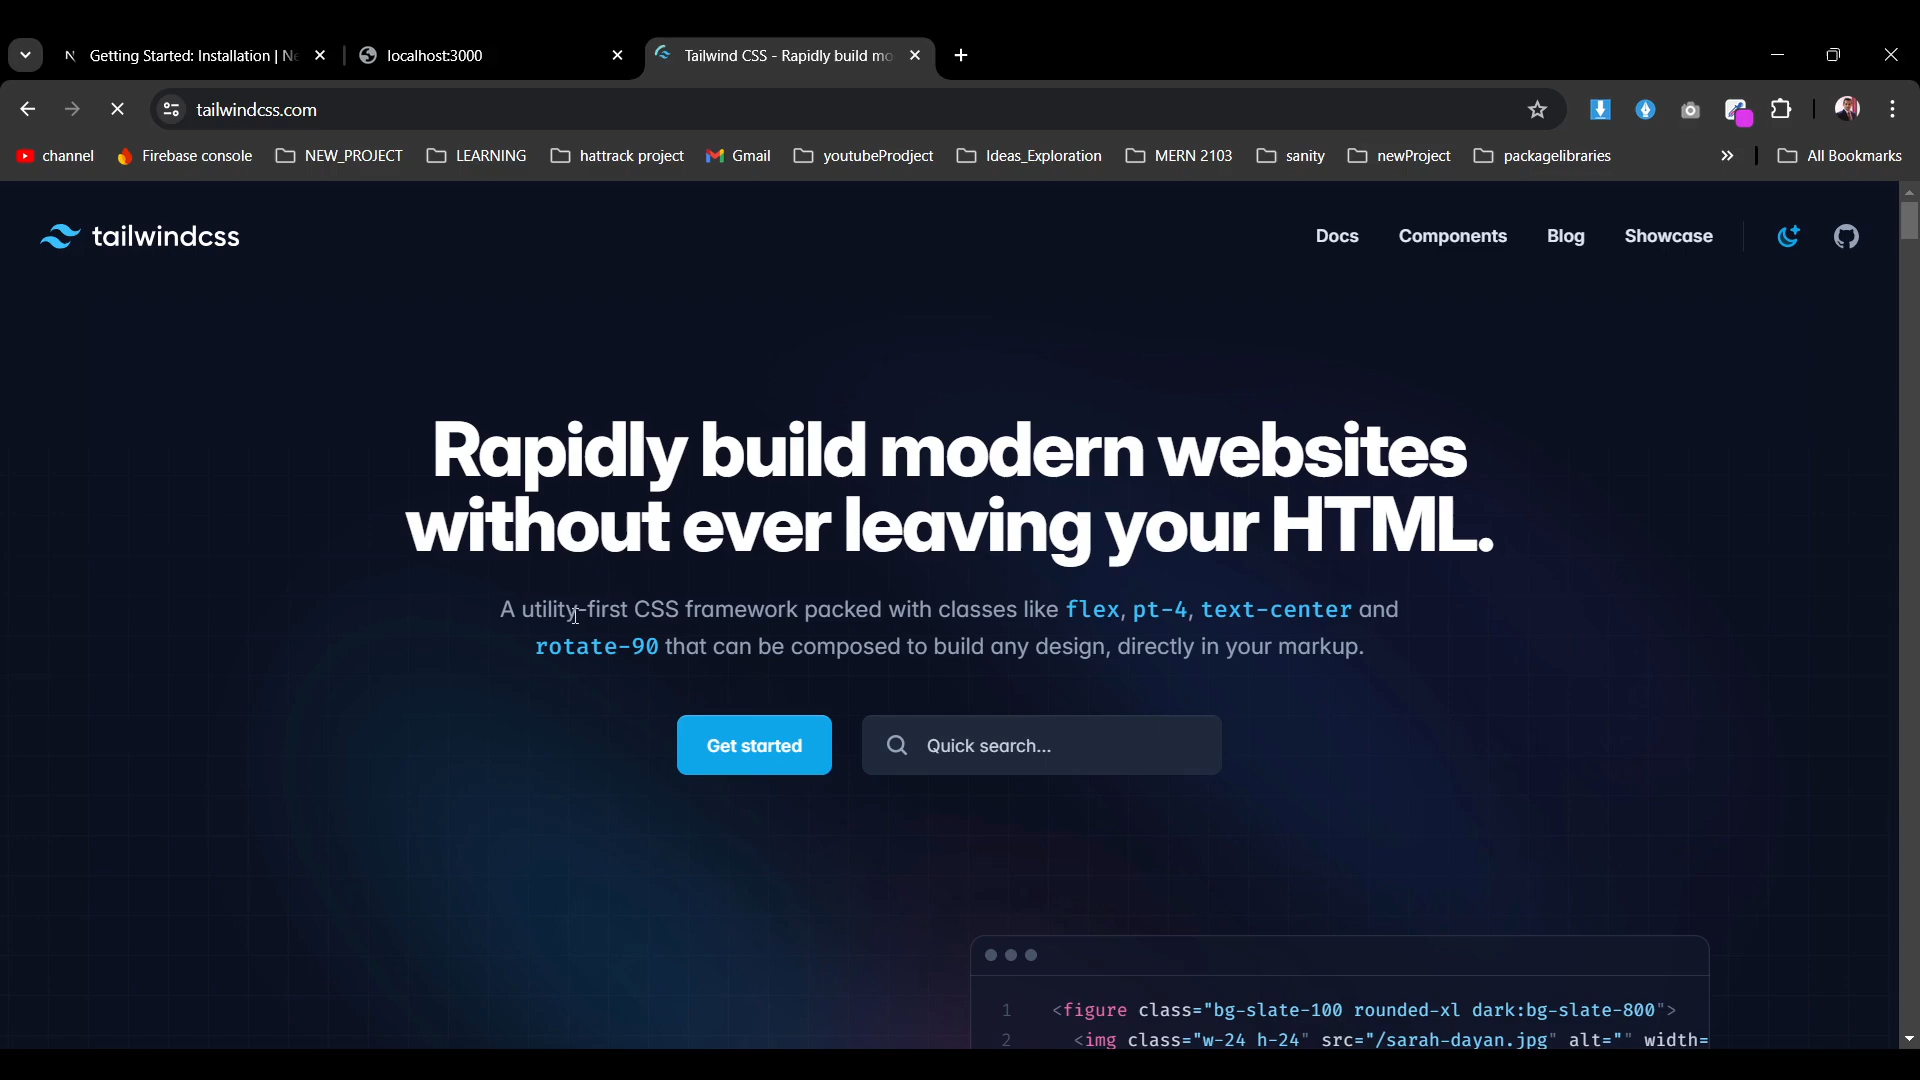 Getting Started: Installation | Ne
localhost:3000
Tailwind CSS - Rapidly build mo
tailwindcss.com
channel
Firebase console
NEW_PROJECT
LEARNING
hattrack project
Gmail
youtubeProdject
Ideas_Exploration
MERN 2103
sanity
newProject
packagelibraries
All Bookmarks
tailwindcss
Docs
Components
Blog
Showcase
Rapidly build modern websites
without ever leaving your HTML.
A utility-first CSS framework packed with classes like flex, pt-4, text-center and
rotate-90 that can be composed to build any design, directly in your markup.
Get started
Quick search...
1 <figure class="bg-slate-100 rounded-xl dark:bg-slate-800">
2 <img class="w-24 h-24" src="/sarah-dayan.jpg" alt="" width=